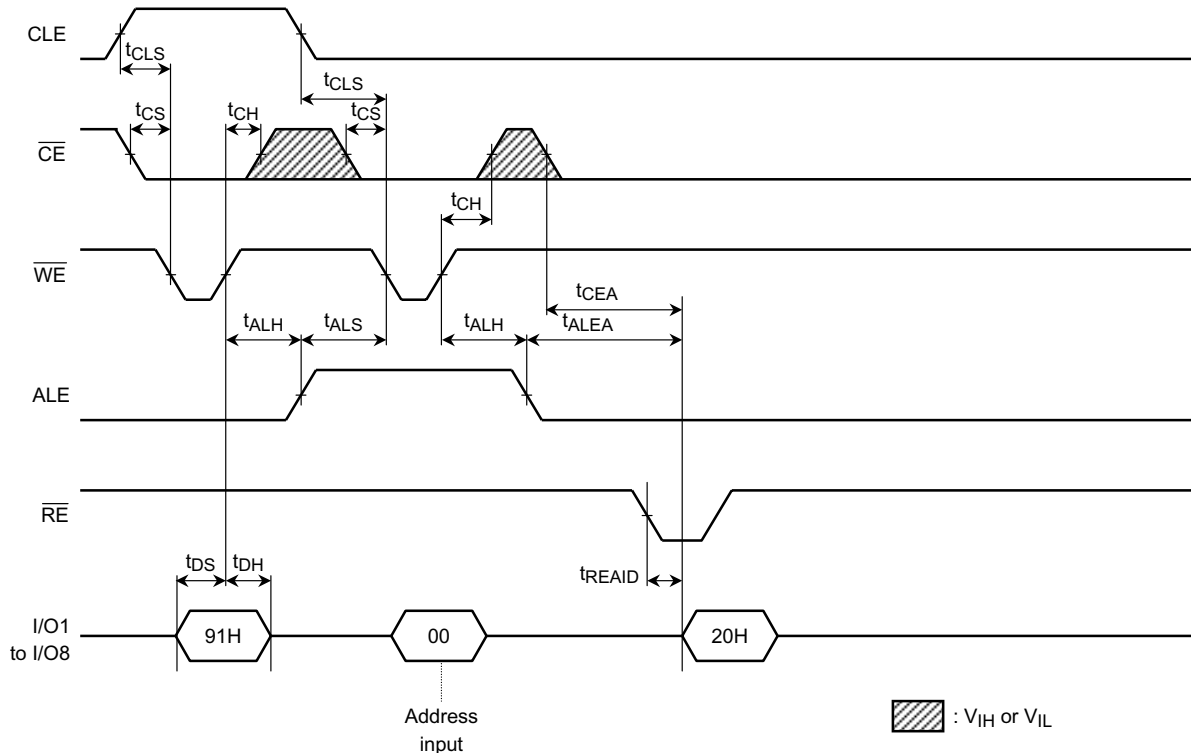 CLE
tCLS
tCLS
tCS
tCH
tCS
CE
tCH
WE
tCEA
tALH
tALS
tALH
tALEA
ALE
RE
tDS
tDH
tREAID
I/O1
to I/O8
91H
00
20H
Address
input
: VIH or VIL